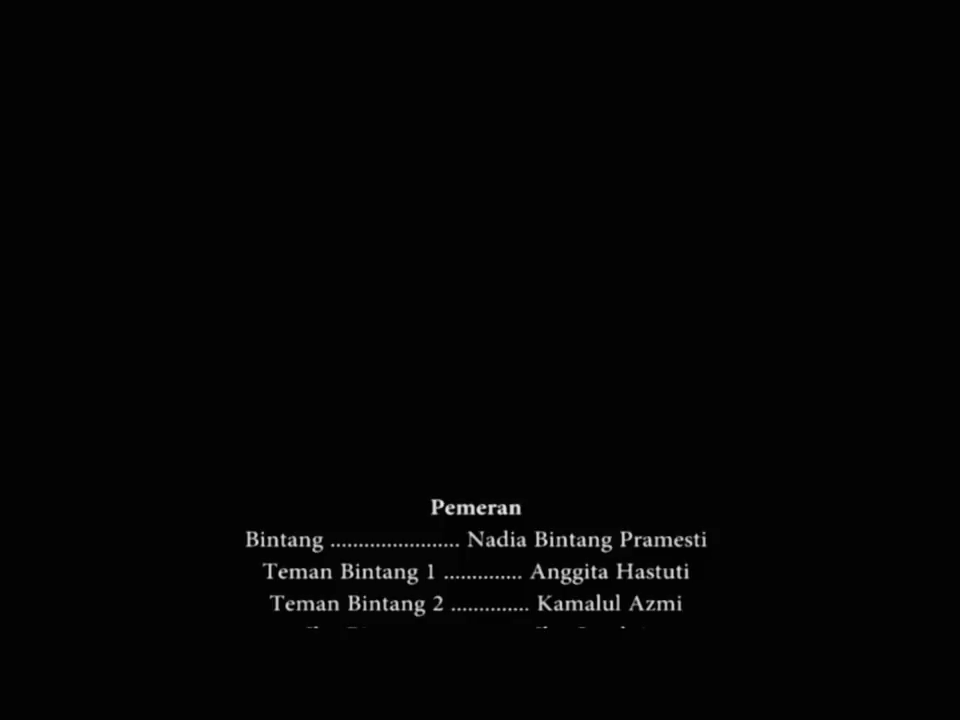 Pemeran
Bintang ....................... Nadia Bintang Pramesti
Teman Bintang 1 .............. Anggita Hastuti
Teman Bintang 2 .............. Kamalul Azmi